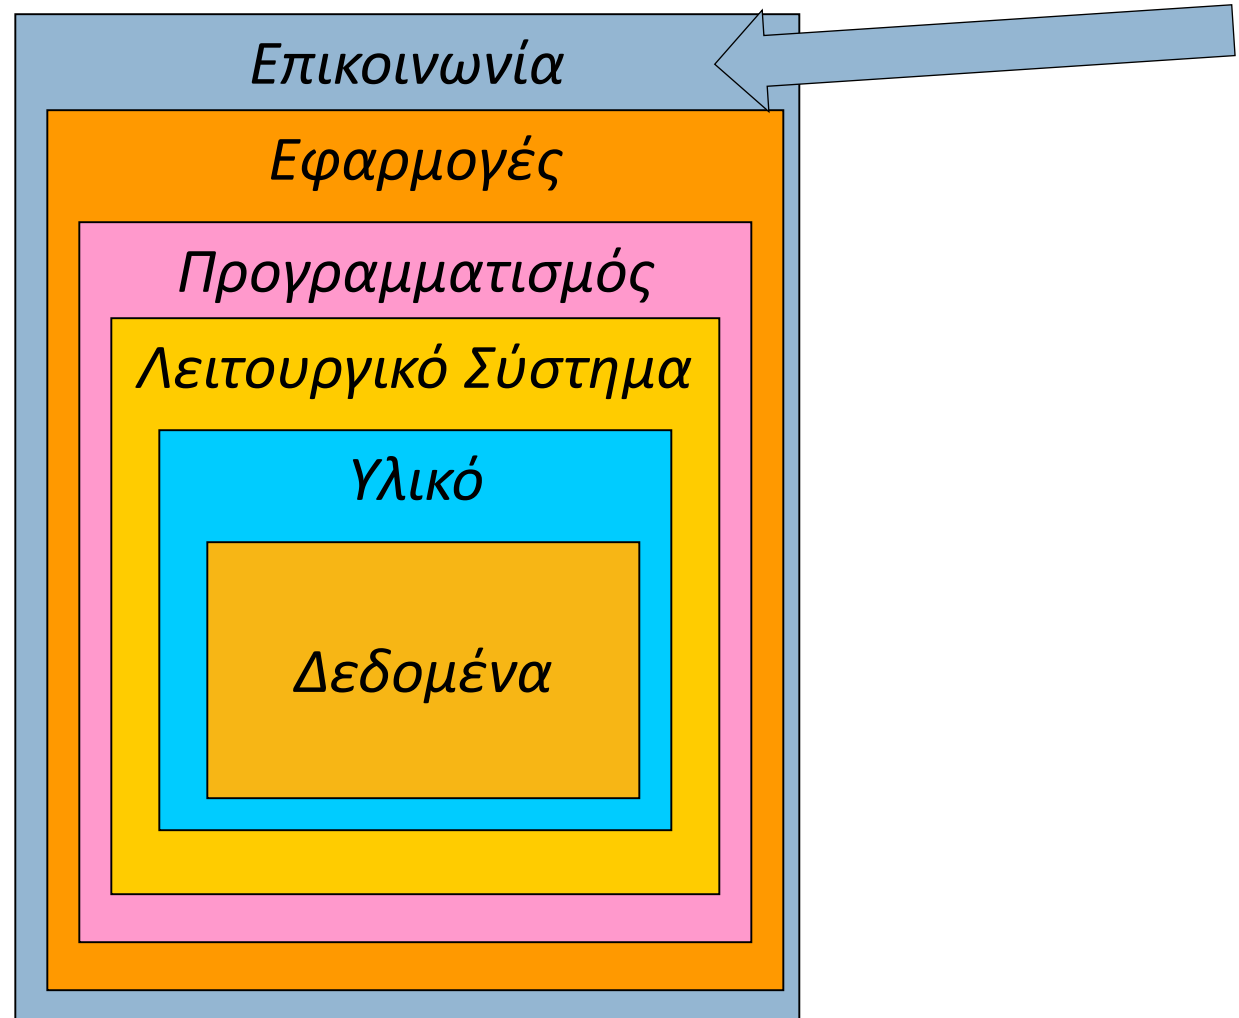 Επικοινωνία
Εφαρμογές
Προγραμματισμός
Λειτουργικό Σύστημα
Υλικό
Δεδομένα